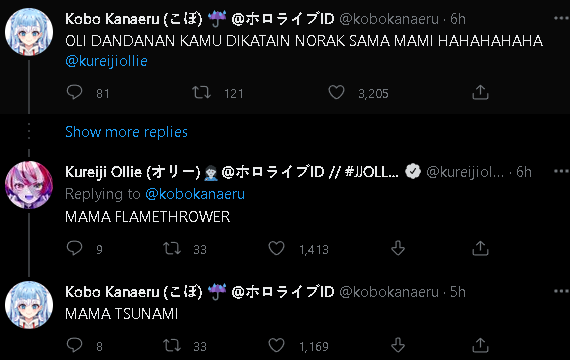 Kobo Kanaeru (こぼ) ☔ @ホロライブID @kobokanaeru · 6h
OLI DANDANAN KAMU DIKATAIN NORAK SAMA MAMI HAHAHAHAHA
@kureijiollie
81 121 3,205
Show more replies
Kureiji Ollie (オリー) 🧟‍♀️ @ホロライブID // #JJOLL... @kureijiol... · 6h
Replying to @kobokanaeru
MAMA FLAMETHROWER
9 33 1,413
Kobo Kanaeru (こぼ) ☔ @ホロライブID @kobokanaeru · 5h
MAMA TSUNAMI
8 33 1,169